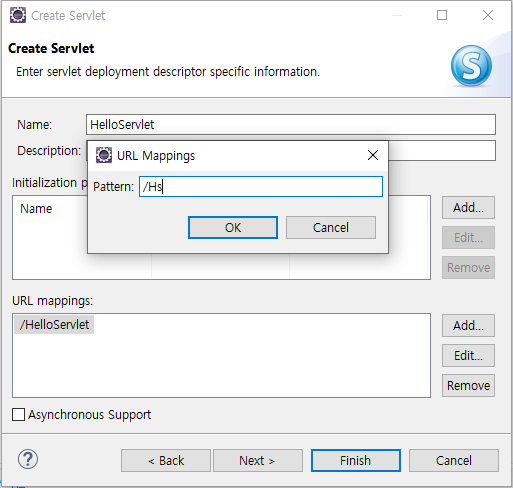 Create Servlet
Create Servlet
Enter servlet deployment descriptor specific information.
S
Name: HelloServlet
Description:
URL Mappings
Pattern: /Hs
OK Cancel
Initialization p
Name
Add...
Edit...
Remove
URL mappings:
/HelloServlet
Add...
Edit...
Remove
Asynchronous Support
? < Back Next > Finish Cancel